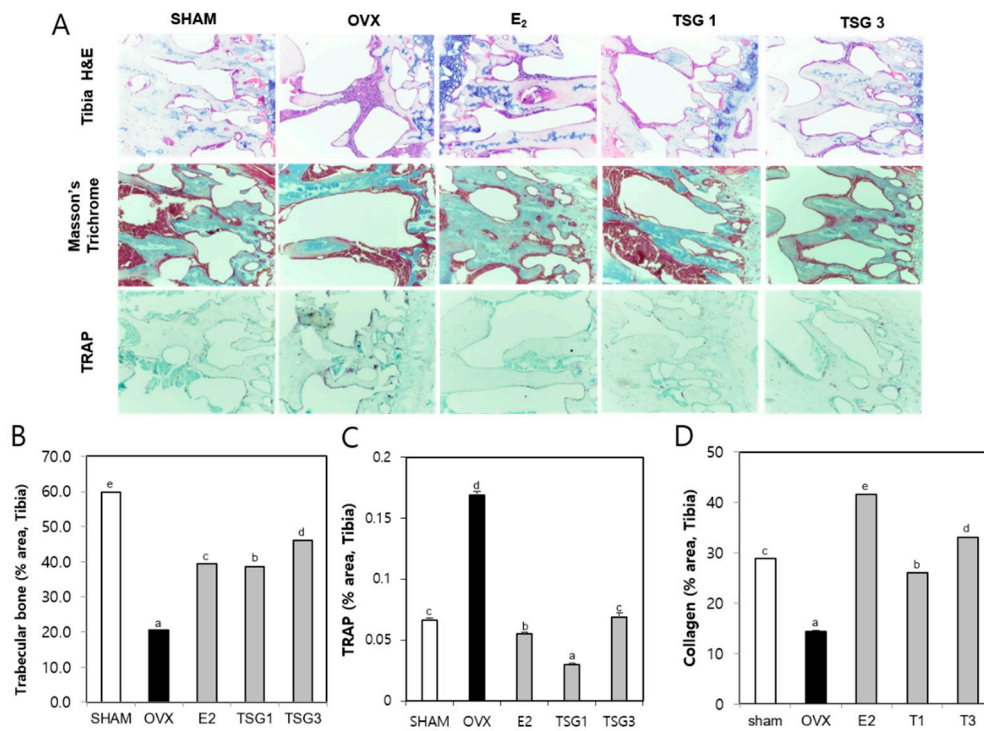 A
SHAM OVX E2 TSG 1 TSG 3
Tibia H&E
Masson's
Trichrome
TRAP
B
Trabecular bone (% area, Tibia)
70.0
60.0
50.0
40.0
30.0
20.0
10.0
0.0
e
a
c
b
d
SHAM OVX E2 TSG1 TSG3
C
TRAP (% area, Tibia)
0.2
0.15
0.1
0.05
0
c
d
b
a
c
SHAM OVX E2 TSG1 TSG3
D
Collagen (% area, Tibia)
50
40
30
20
10
0
c
a
e
b
d
sham OVX E2 T1 T3